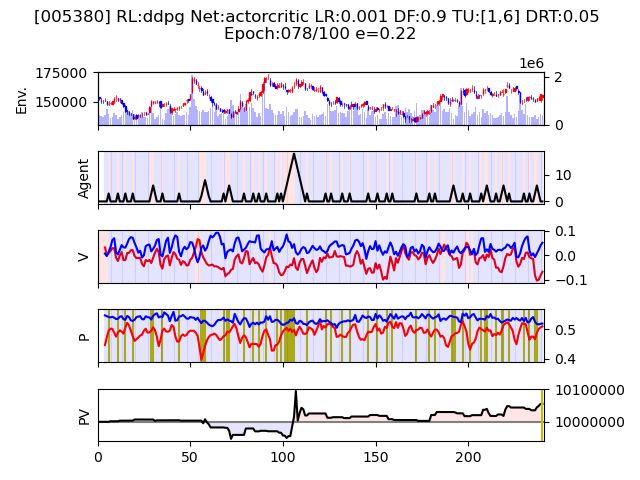 [005380] RL:ddpg Net:actorcritic LR:0.001 DF:0.9 TU:[1,6] DRT:0.05
Epoch:078/100 e=0.22
1e6
175000
150000
2
0
Env.
10
0
Agent
0.1
0.0
−0.1
V
0.5
0.4
P
10100000
10000000
PV
0 50 100 150 200